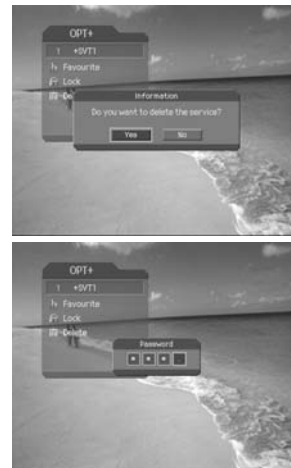 OPT+
1 +SVT1
Favourite
Lock
De
Information
Do you want to delete the service?
Yes
No
OPT+
1 +SVT1
Favourite
Lock
Delete
Password
* * *